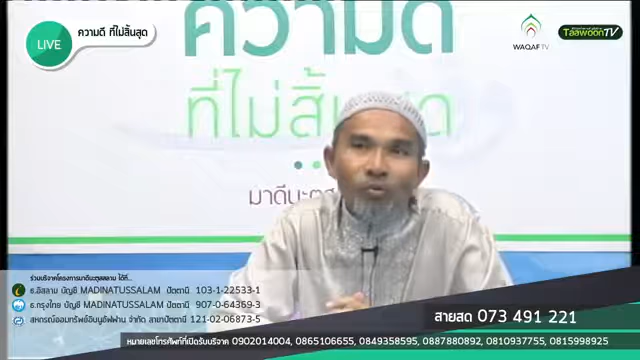 LIVE
ความดี ที่ไม่สิ้นสุด
WAQAF TV
TaawoonTV
ความดี
ที่ไม่สิ้นสุด
ร่วมบริจาคโครงการมาดีนะตุสสลาม ได้ที่...
ธ.อิสลาม บัญชี MADINATUSSALAM ปัตตานี 103-1-22533-1
ธ.กรุงไทย บัญชี MADINATUSSALAM ปัตตานี 907-0-64369-3
สหกรณ์ออมทรัพย์อิบนูอัฟฟาน จำกัด สาขาปัตตานี 121-02-06873-5
สายสด 073 491 221
หมายเลขโทรศัพท์ที่เปิดรับบริจาค 0902014004, 0865106655, 0849358595, 0887880892, 0810937755, 0815998925